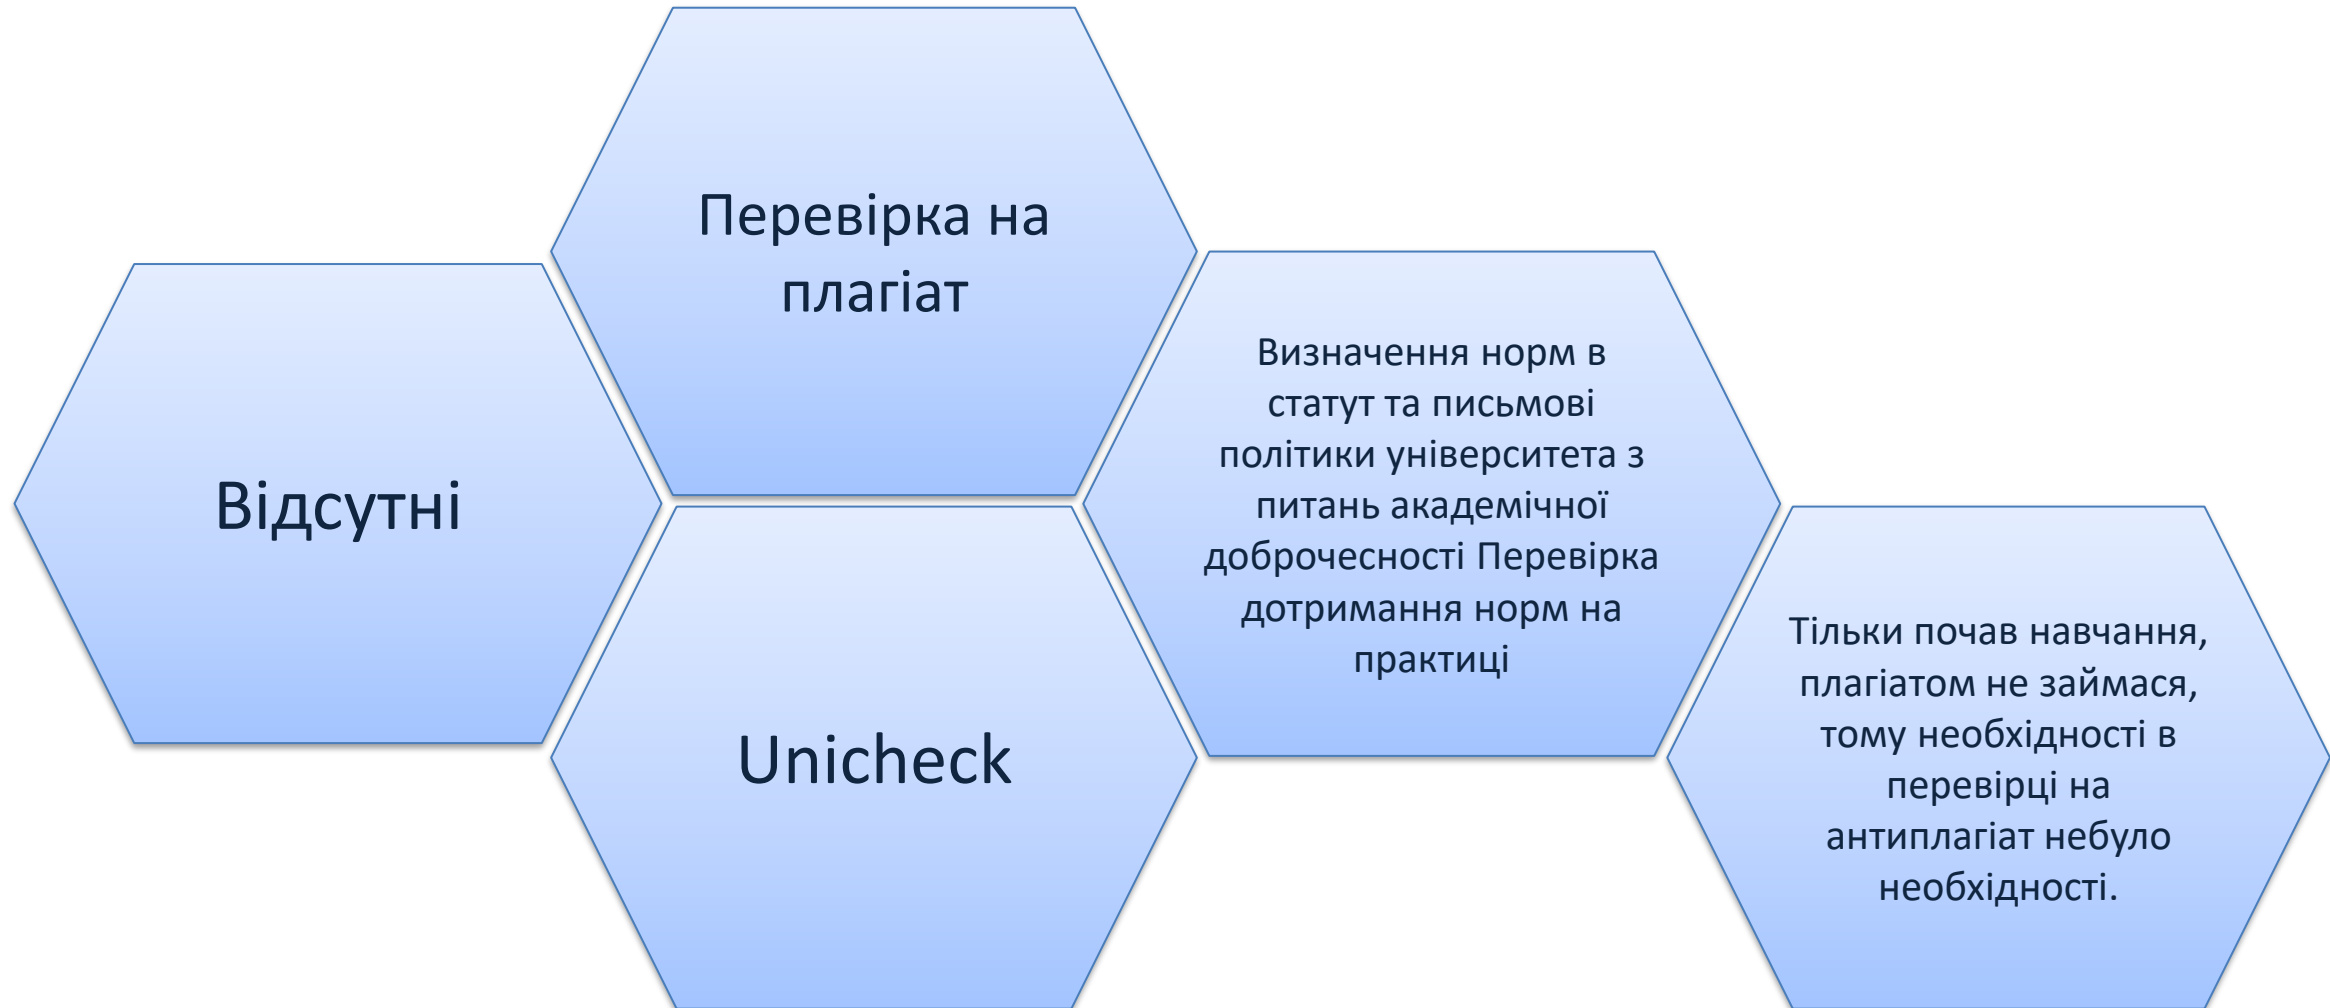 Відсутні
Перевірка на
плагіат
Unicheck
Визначення норм в
статут та письмові
політики університета з
питань академічної
доброчесності Перевірка
дотримання норм на
практиці
Тільки почав навчання,
плагіатом не займася,
тому необхідності в
перевірці на
антиплагіат небуло
необхідності.